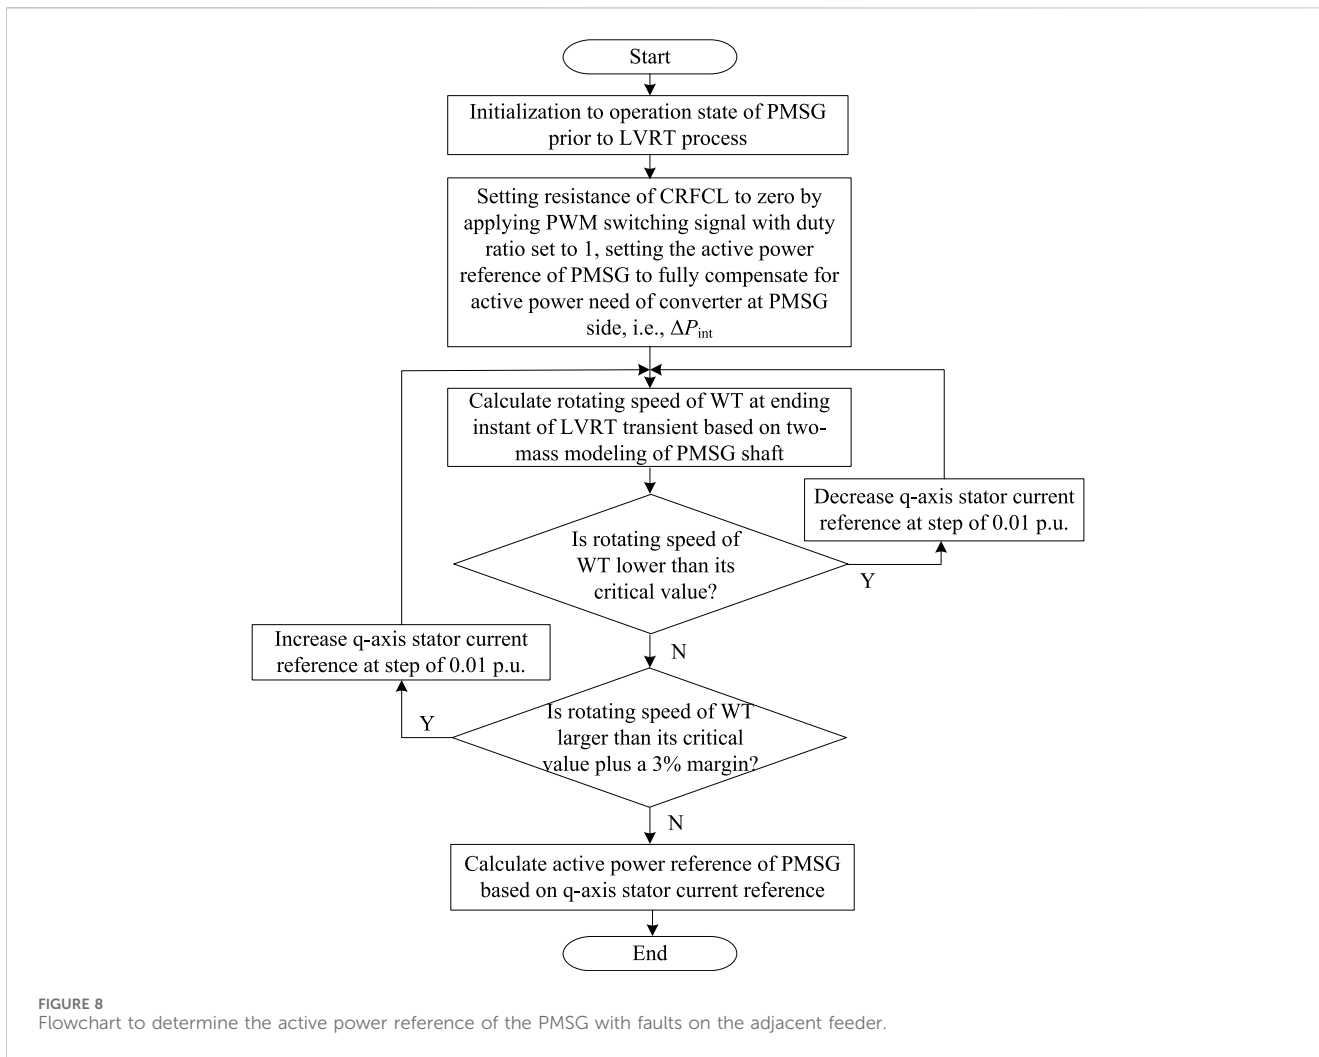 Start
Initialization to operation state of PMSG
prior to LVRT process
Setting resistance of CRFCL to zero by
applying PWM switching signal with duty
ratio set to 1, setting the active power
reference of PMSG to fully compensate for
active power need of converter at PMSG
side, i.e., ΔPint
Calculate rotating speed of WT at ending
instant of LVRT transient based on two-
mass modeling of PMSG shaft
Decrease q-axis stator current
reference at step of 0.01 p.u.
Is rotating speed of
WT lower than its
critical value?
Y
Increase q-axis stator current
reference at step of 0.01 p.u.
N
Is rotating speed of WT
larger than its critical
value plus a 3% margin?
Y
N
Calculate active power reference of PMSG
based on q-axis stator current reference
End
FIGURE 8
Flowchart to determine the active power reference of the PMSG with faults on the adjacent feeder.